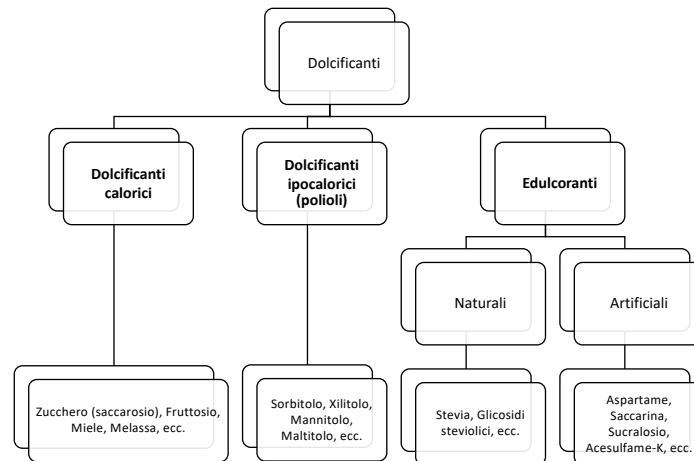 Dolcificanti
Dolcificanti
calorici
Dolcificanti
ipocalorici
(polioli)
Edulcoranti
Naturali
Artificiali
Zucchero (saccarosio), Fruttosio,
Miele, Melassa, ecc.
Sorbitolo, Xilitolo,
Mannitolo,
Maltitolo, ecc.
Stevia, Glicosidi
steviolici, ecc.
Aspartame,
Saccarina,
Sucralosio,
Acesulfame-K, ecc.